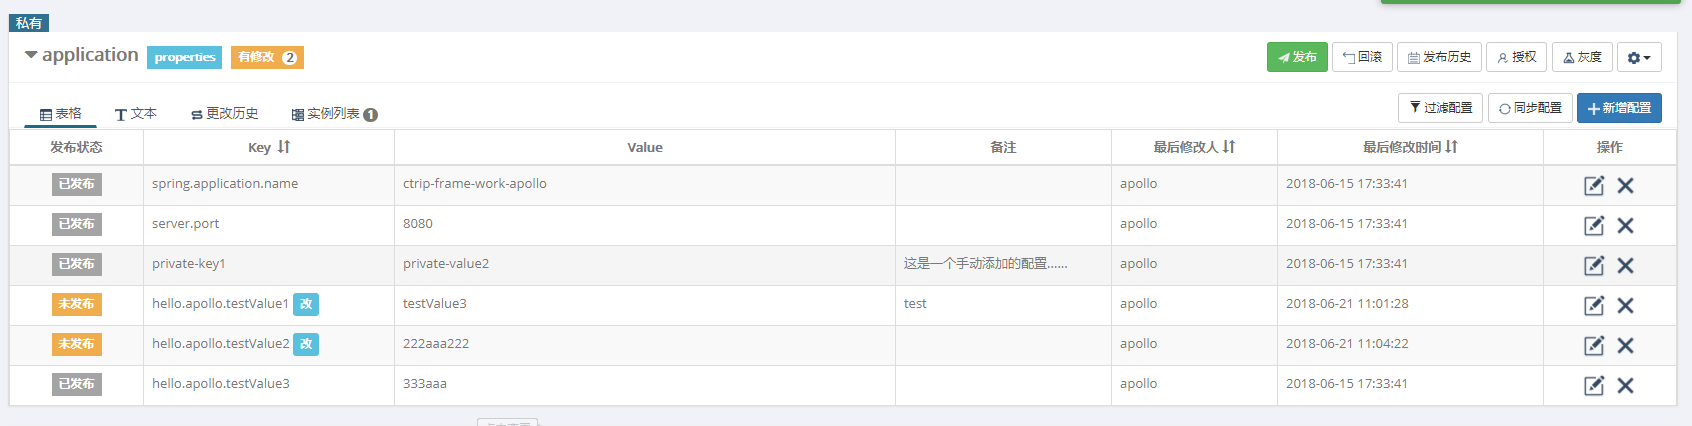 私有
application properties 有修改 2 发布 回滚 发布历史 授权 灰度
表格 文本 更改历史 实例列表 1 过滤配置 同步配置 新增配置
发布状态 Key Value 备注 最后修改人 最后修改时间 操作
已发布 spring.application.name ctrip-frame-work-apollo apollo 2018-06-15 17:33:41
已发布 server.port 8080 apollo 2018-06-15 17:33:41
已发布 private-key1 private-value2 这是一个手动添加的配置...... apollo 2018-06-15 17:33:41
未发布 hello.apollo.testValue1 改 testValue3 test apollo 2018-06-21 11:01:28
未发布 hello.apollo.testValue2 改 222aaa222 apollo 2018-06-21 11:04:22
已发布 hello.apollo.testValue3 333aaa apollo 2018-06-15 17:33:41